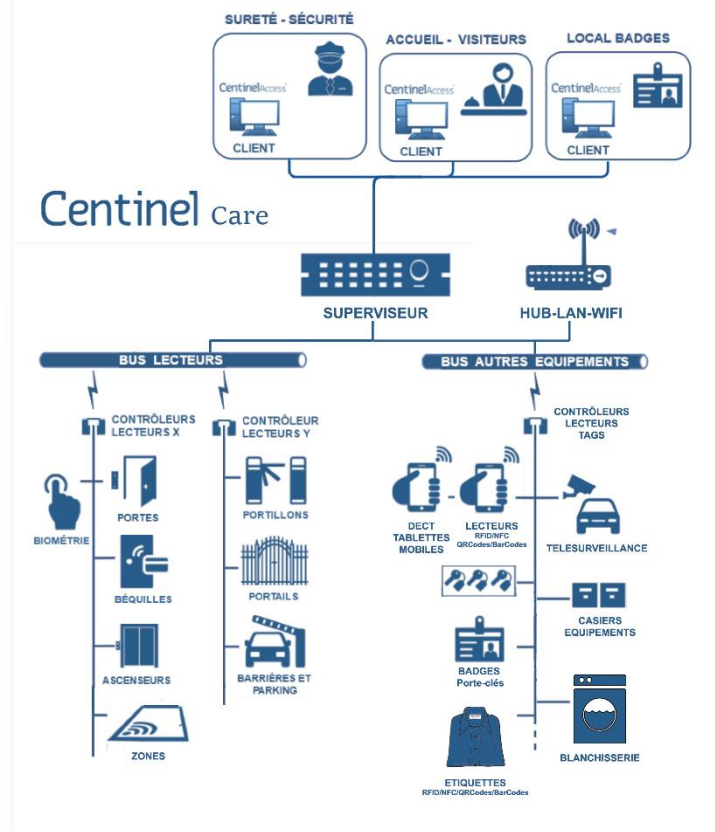 SURETÉ - SÉCURITÉ
CentinelAccess
CLIENT
ACCUEIL - VISITEURS
CentinelAccess
CLIENT
LOCAL BADGES
CentinelAccess
CLIENT
Centinel Care
SUPERVISEUR
HUB-LAN-WIFI
BUS LECTEURS
CONTRÔLEURS
LECTEURS X
CONTRÔLEUR
LECTEURS Y
BIOMÉTRIE
PORTES
PORTILLONS
BÉQUILLES
PORTAILS
ASCENSEURS
BARRIÈRES ET
PARKING
ZONES
BUS AUTRES EQUIPEMENTS
CONTRÔLEURS
LECTEURS
TAGS
DECT
TABLETTES
MOBILES
LECTEURS
RFID/NFC
QRCodes/BarCodes
TELESURVEILLANCE
CASIERS
EQUIPEMENTS
BADGES
Porte-clés
BLANCHISSERIE
ETIQUETTES
RFID/NFC/QRCodes/BarCodes